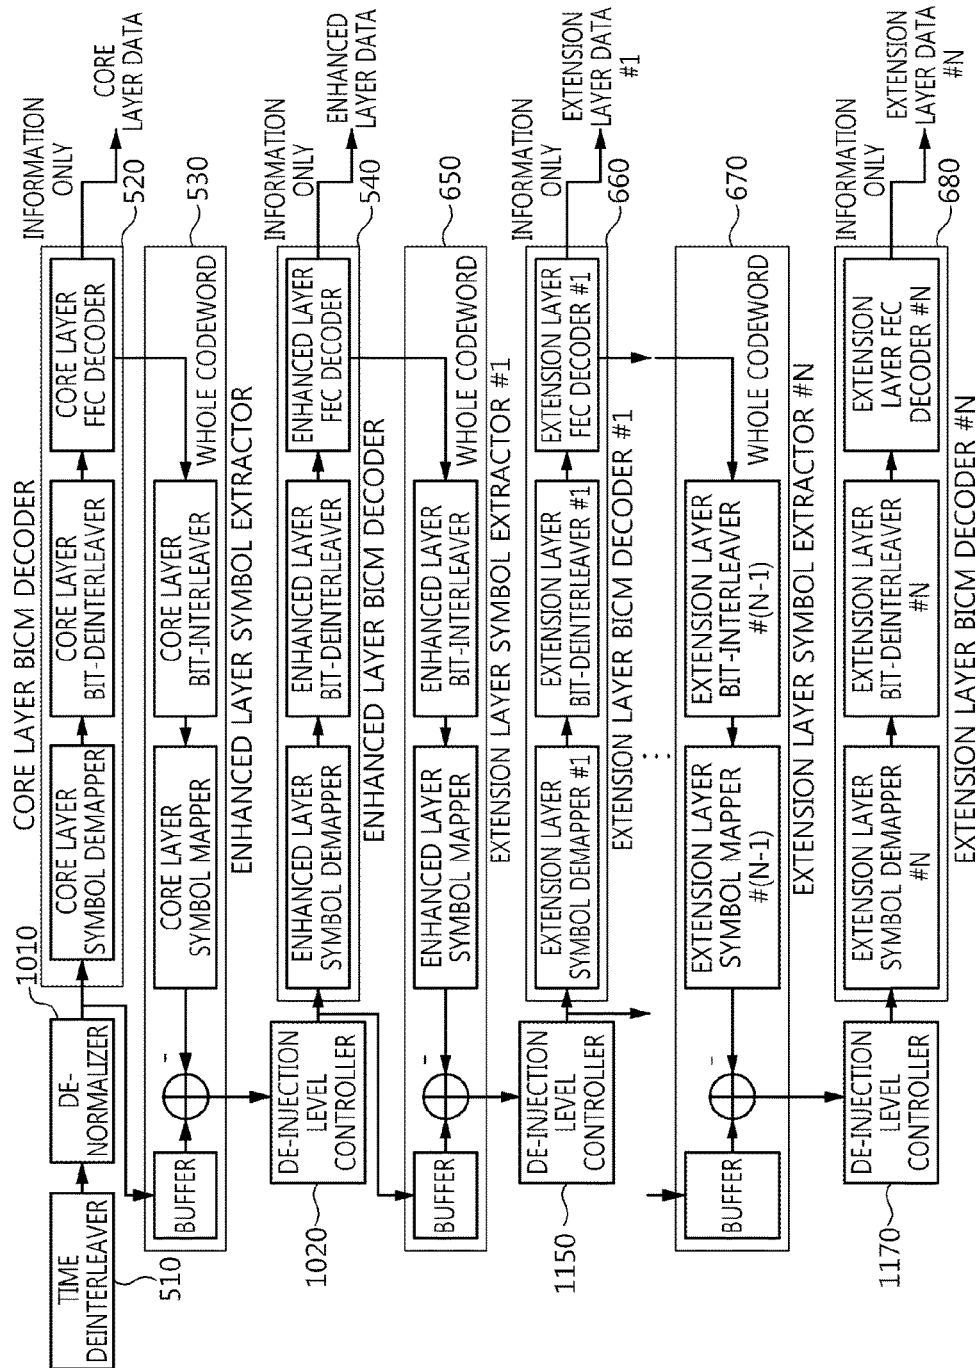 TIME
DEINTERLEAVER
510
DE-
NORMALIZER
1010
CORE LAYER BICM DECODER
CORE LAYER
SYMBOL DEMAPPER
CORE LAYER
BIT-DEINTERLEAVER
CORE LAYER
FEC DECODER
520
INFORMATION
ONLY
CORE
LAYER DATA
BUFFER
-
CORE LAYER
SYMBOL MAPPER
CORE LAYER
BIT-INTERLEAVER
WHOLE CODEWORD
530
ENHANCED LAYER SYMBOL EXTRACTOR
DE-INJECTION
LEVEL
CONTROLLER
1020
ENHANCED LAYER
SYMBOL DEMAPPER
ENHANCED LAYER
BIT-DEINTERLEAVER
ENHANCED LAYER
FEC DECODER
540
INFORMATION
ONLY
ENHANCED
LAYER DATA
ENHANCED LAYER BICM DECODER
BUFFER
-
ENHANCED LAYER
SYMBOL MAPPER
ENHANCED LAYER
BIT-INTERLEAVER
WHOLE CODEWORD
650
EXTENSION LAYER SYMBOL EXTRACTOR #1
DE-INJECTION
LEVEL
CONTROLLER
1150
EXTENSION LAYER
SYMBOL DEMAPPER #1
EXTENSION LAYER
BIT-DEINTERLEAVER #1
EXTENSION LAYER
FEC DECODER #1
660
INFORMATION
ONLY
EXTENSION
LAYER DATA
#1
EXTENSION LAYER BICM DECODER #1
...
BUFFER
-
EXTENSION LAYER
SYMBOL MAPPER
#(N-1)
EXTENSION LAYER
BIT-INTERLEAVER
#(N-1)
WHOLE CODEWORD
670
EXTENSION LAYER SYMBOL EXTRACTOR #N
DE-INJECTION
LEVEL
CONTROLLER
1170
EXTENSION LAYER
SYMBOL DEMAPPER
#N
EXTENSION LAYER
BIT-DEINTERLEAVER
#N
EXTENSION
LAYER FEC
DECODER #N
680
INFORMATION
ONLY
EXTENSION
LAYER DATA
#N
EXTENSION LAYER BICM DECODER #N